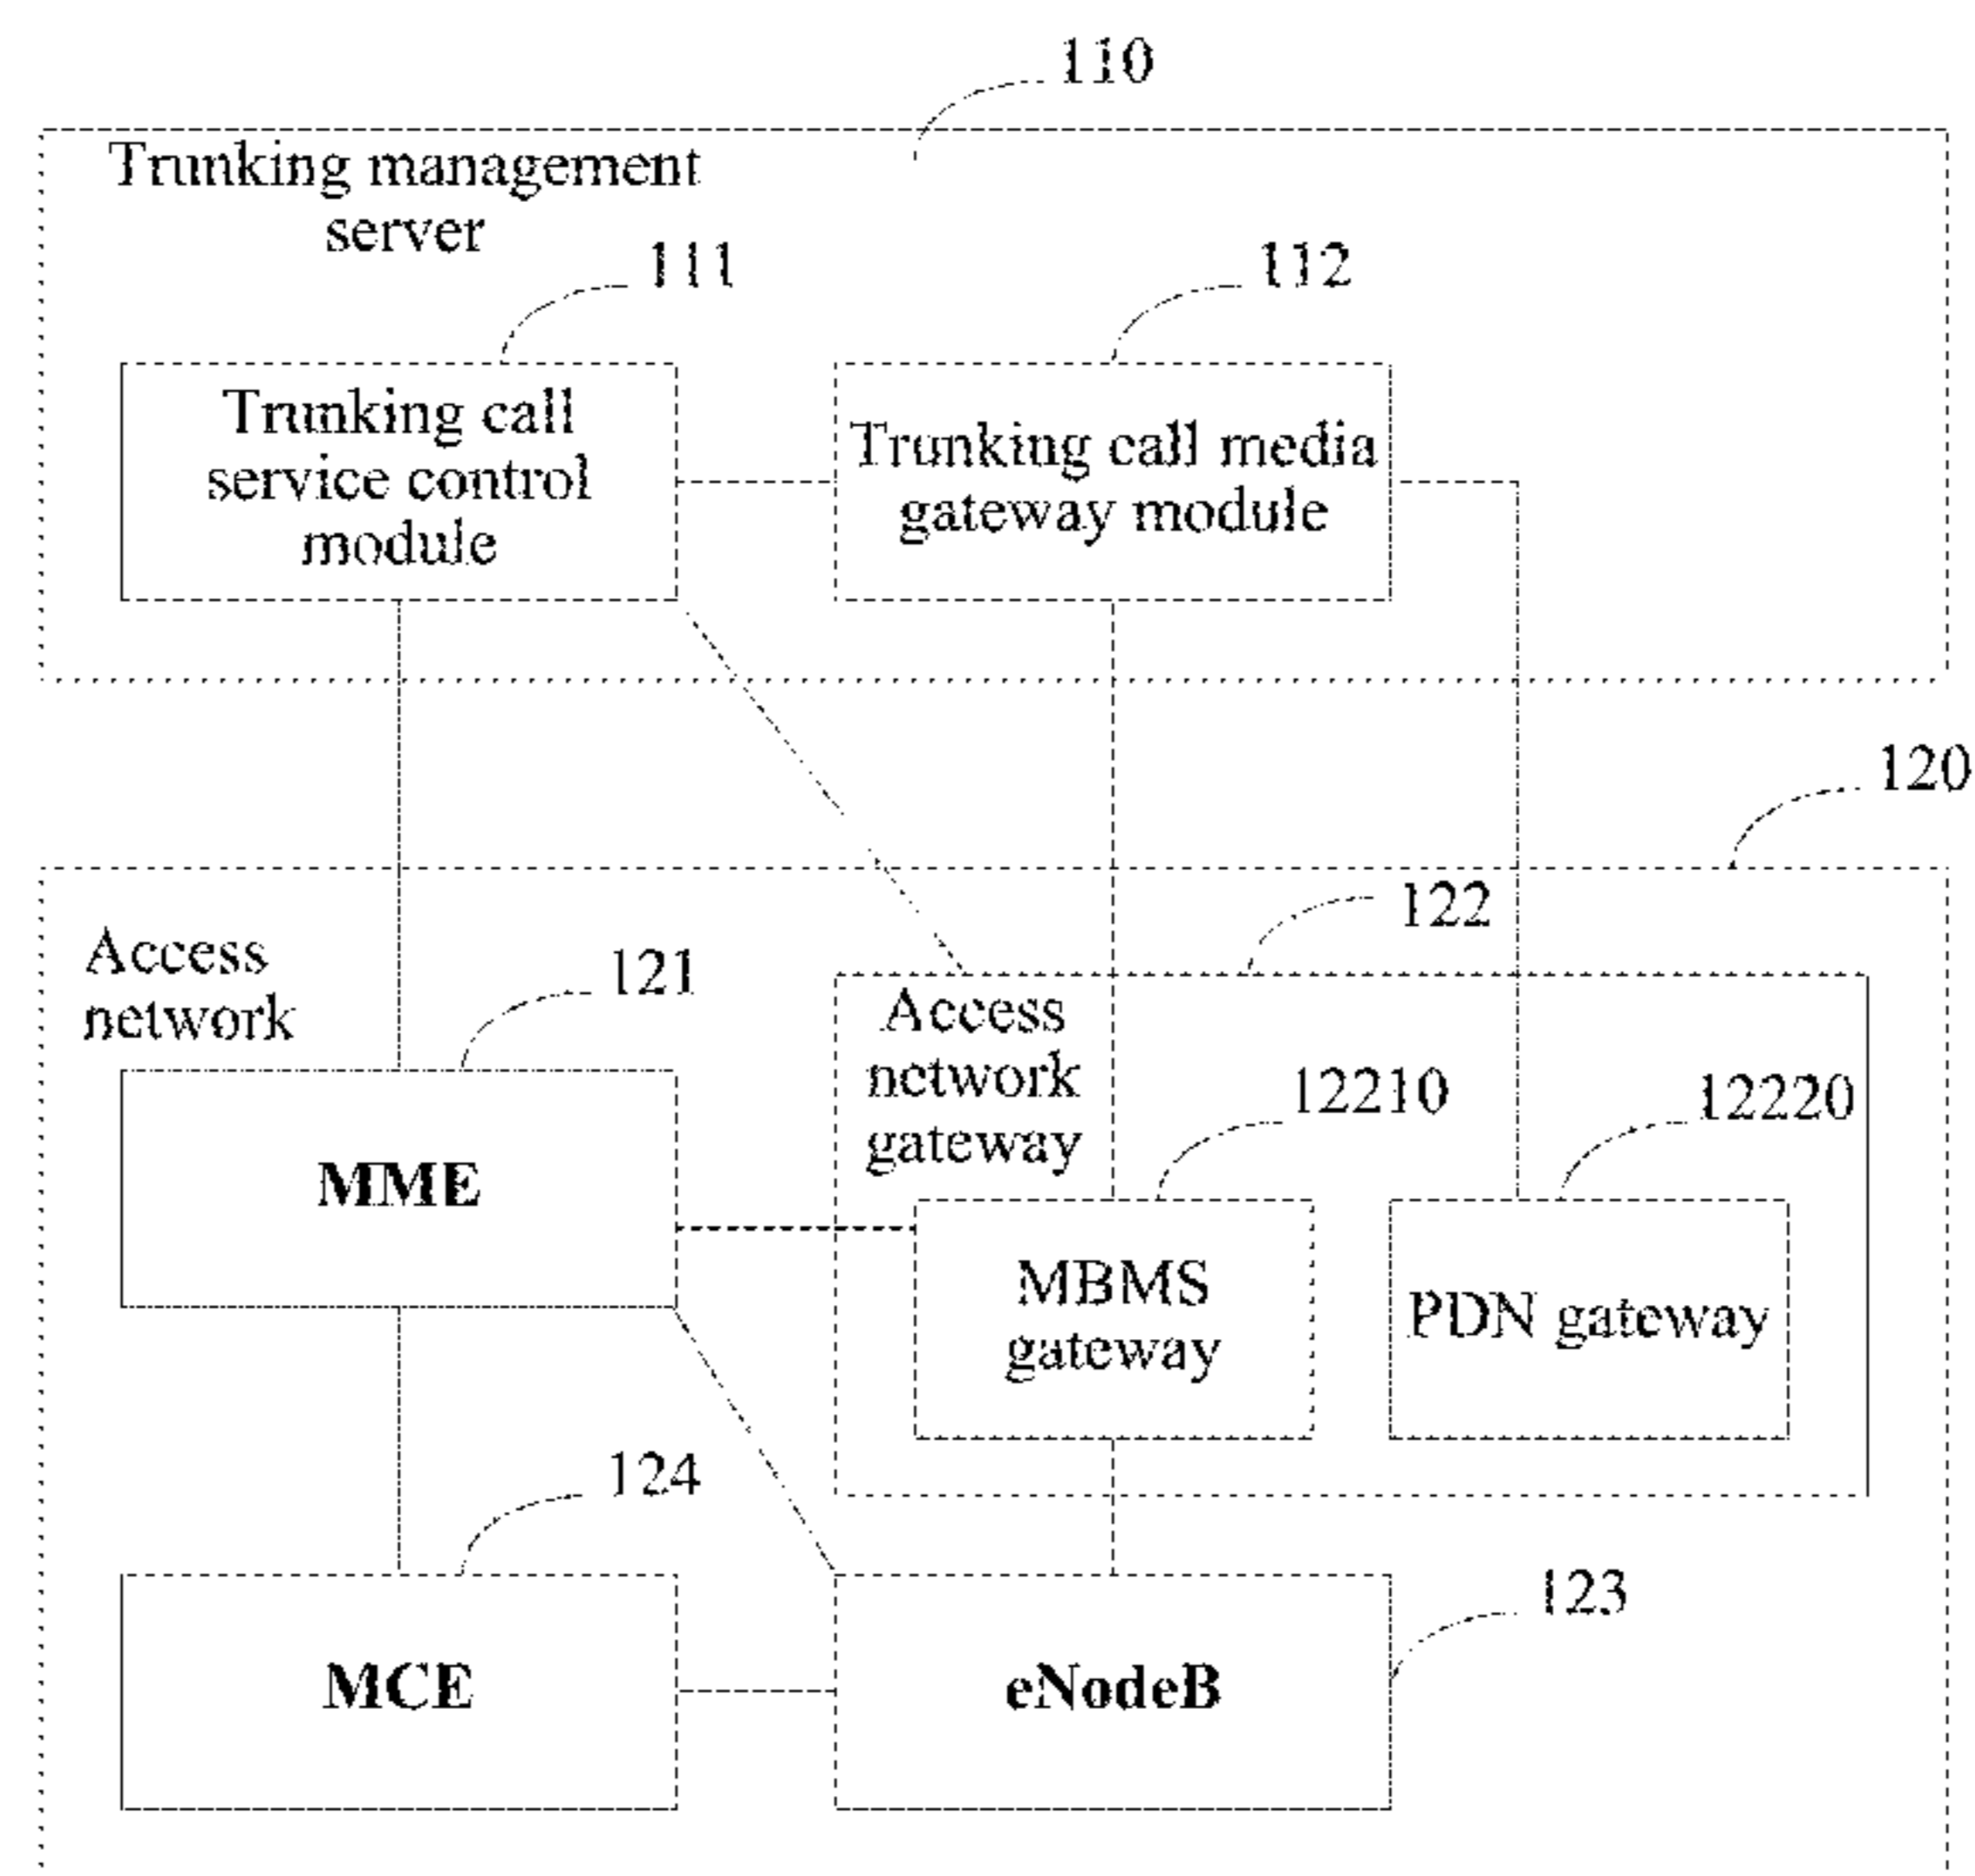 110
Trunking management
server
111
112
Trunking call
service control
module
Trunking call media
gateway module
120
122
Access
network
121
Access
network
gateway
12210
12220
MME
MBMS
gateway
PDN gateway
124
123
MCE
eNodeB